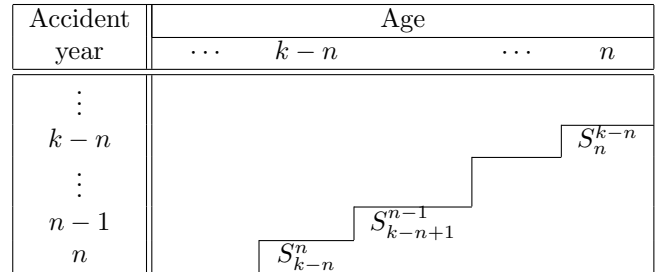 Accident Age
year ⋯ k − n ⋯ n
⋮
k − n $S_n^{k-n}$
⋮
n − 1 $S_{k-n+1}^{n-1}$
n $S_{k-n}^{n}$